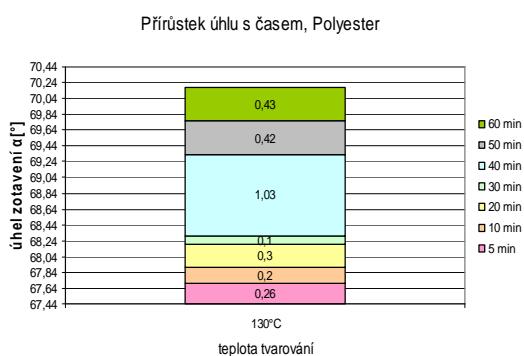 Přírůstek úhlu s časem, Polyester
úhel zotavení α[°]
70,44
70,24
70,04
69,84
69,64
69,44
69,24
69,04
68,84
68,64
68,44
68,24
68,04
67,84
67,64
67,44
0,43
0,42
1,03
0,1
0,3
0,2
0,26
60 min
50 min
40 min
30 min
20 min
10 min
5 min
130°C
teplota tvarování